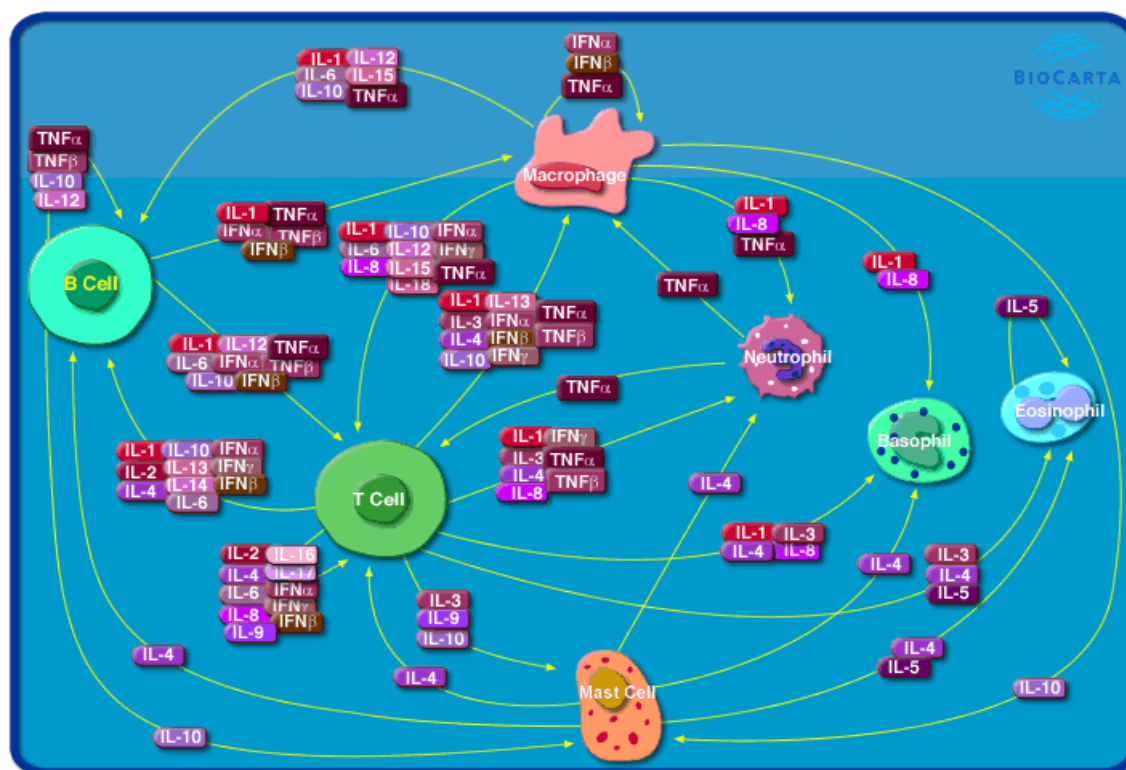 IFNα
IFNβ
TNFα
BIOCARTA
IL-1 IL-12
IL-6 IL-15
IL-10 TNFα
TNFα
TNFβ
IL-10
IL-12
Macrophage
IL-1 TNFα
IFNα TNFβ
IFNβ
IL-1 IL-10 IFNα
IL-6 IL-12 IFNγ
IL-8 IL-15 TNFα
IL-18
IL-1
IL-8
TNFα
IL-1
IL-8
B Cell
TNFα
IL-1 IL-13 TNFα
IL-3 IFNα
IL-4 IFNβ TNFβ
IL-10 IFNγ
IL-5
IL-1 IL-12 TNFα
IL-6 IFNα TNFβ
IL-10 IFNβ
Neutrophil
TNFα
Eosinophil
Basophil
IL-1 IL-10 IFNα
IL-2 IL-13 IFNγ
IL-4 IL-14 IFNβ
IL-6
T Cell
IL-1 IFNγ
IL-3 TNFα
IL-4 TNFβ
IL-8
IL-4
IL-1 IL-3
IL-4 IL-8
IL-2 IL-16
IL-4 IL-17
IL-6 IFNα
IL-8 IFNγ
IL-9 IFNβ
IL-4
IL-3
IL-4
IL-5
IL-3
IL-9
IL-10
IL-4
IL-4
IL-4
IL-5
Mast Cell
IL-10
IL-10